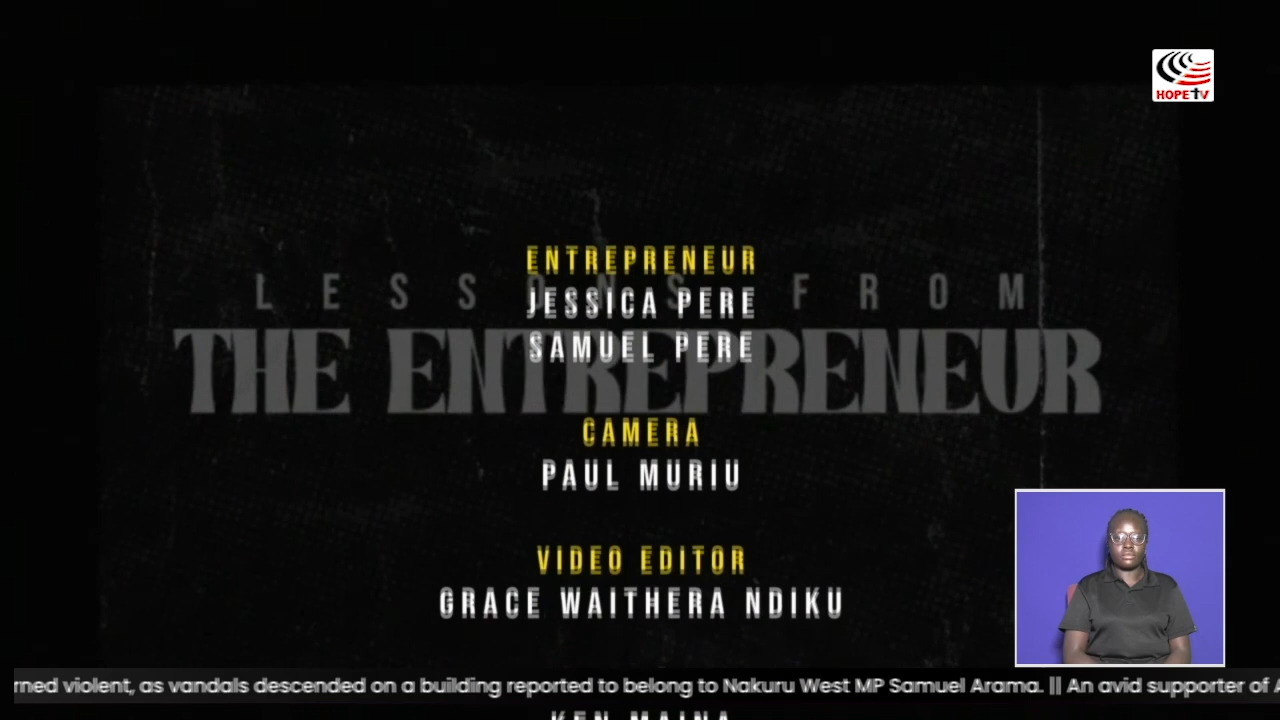 HOPE TV
ENTREPRENEUR
LESSONS FROM
JESSICA PERE
SAMUEL PERE
THE ENTREPRENEUR
CAMERA
PAUL MURIU
VIDEO EDITOR
GRACE WAITHERA NDIKU
rned violent, as vandals descended on a building reported to belong to Nakuru West MP Samuel Arama. || An avid supporter of A
KEN MAINA